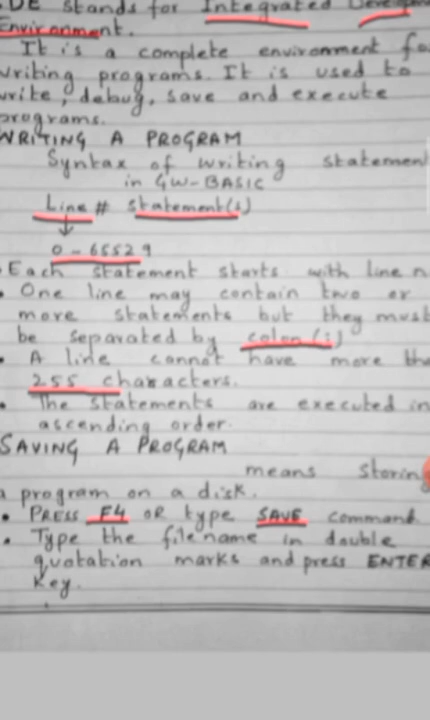 DE stands for Integrated
Environment.
It is a complete environment
writing programs. It is used to
write, debug, save and execute
programs.
WRITING A PROGRAM
Syntax of writing statement
in GW-BASIC
Line # Statement(s)
0-65529
Each statement starts with line n
• One line may contain two or
more statements but they must
be separated by colon (:)
• A line cannot have more tha
255 characters.
• The statements are executed in
ascending order.
SAVING A PROGRAM
means storing
a program on a disk.
• PRESS F4 OR type SAVE command
• Type the filename in double
quotation marks and press ENTER
key.